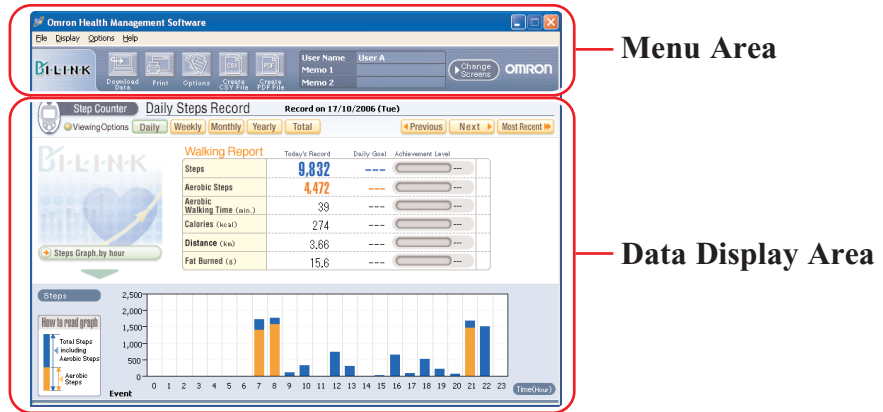 Omron Health Management Software
File Display Options Help
BI-LINK
Download Data
Print
Options
Create CSV File
Create PDF File
CSV
PDF
User Name User A
Memo 1
Memo 2
Change Screens
OMRON
Menu Area
Step Counter Daily Steps Record Record on 17/10/2006 (Tue)
Viewing Options Daily Weekly Monthly Yearly Total Previous Next Most Recent
BI-LINK
Walking Report Today's Record Daily Goal Achievement Level
Steps 9,832 --- ---
Aerobic Steps 4,472 --- ---
Aerobic Walking Time (min.) 39 --- ---
Calories (kcal) 274 --- ---
Distance (km) 3.66 --- ---
Fat Burned (g) 15.6 --- ---
Steps Graph,by hour
Data Display Area
Steps
How to read graph
Total Steps
including
Aerobic Steps
Aerobic
Steps
2,500
2,000
1,500
1,000
500
0
0 1 2 3 4 5 6 7 8 9 10 11 12 13 14 15 16 17 18 19 20 21 22 23 Time(Hour)
Event